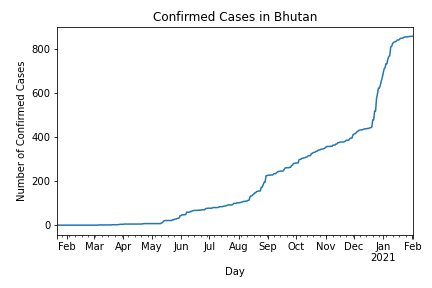 Confirmed Cases in Bhutan
Number of Confirmed Cases
800
600
400
200
0
Feb Mar Apr May Jun Jul Aug Sep Oct Nov Dec Jan Feb
2021
Day